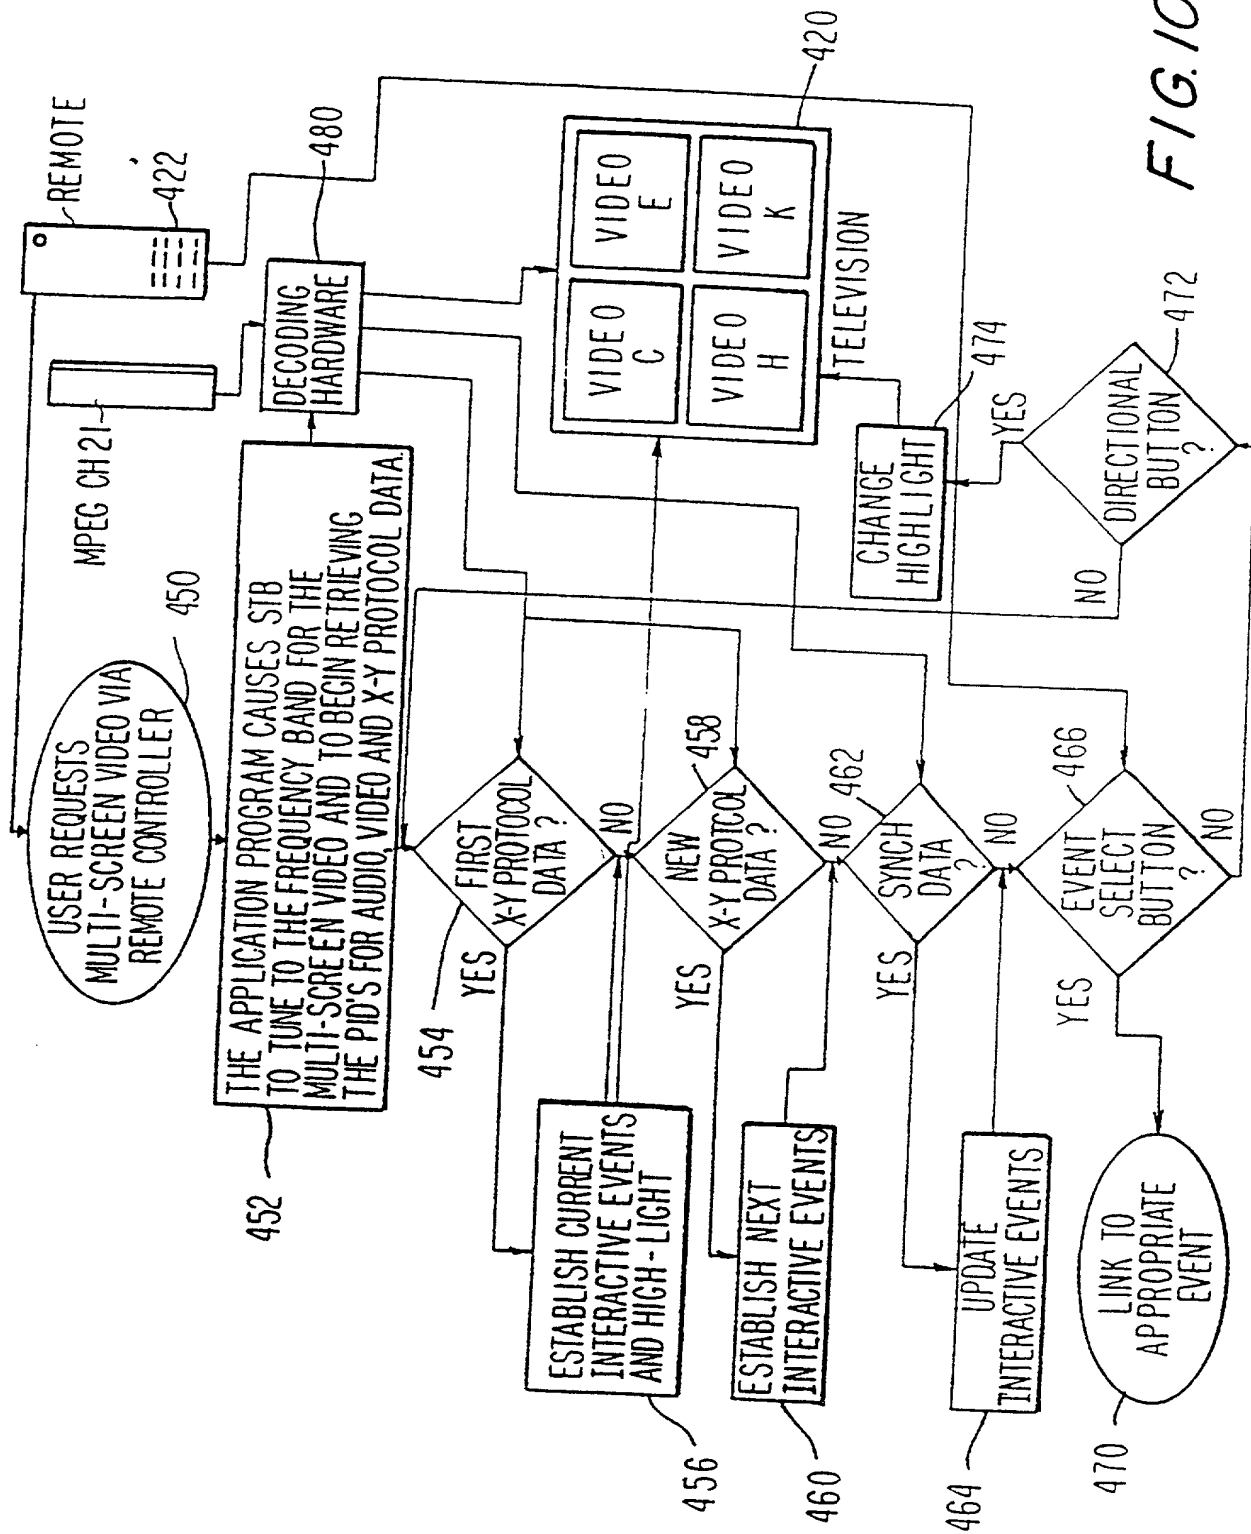 REMOTE
422
MPEG CH 21
DECODING
HARDWARE
480
USER REQUESTS
MULTI-SCREEN VIDEO VIA
REMOTE CONTROLLER
450
THE APPLICATION PROGRAM CAUSES STB
TO TUNE TO THE FREQUENCY BAND FOR THE
MULTI-SCREEN VIDEO AND TO BEGIN RETRIEVING
THE PID'S FOR AUDIO VIDEO AND X-Y PROTOCOL DATA.
452
VIDEO
C
VIDEO
E
VIDEO
H
VIDEO
K
TELEVISION
420
FIRST
X-Y PROTOCOL
DATA ?
454
YES
NO
ESTABLISH CURRENT
INTERACTIVE EVENTS
AND HIGH-LIGHT
456
NEW
X-Y PROTOCOL
DATA ?
458
YES
NO
ESTABLISH NEXT
INTERACTIVE EVENTS
460
SYNCH
DATA
?
462
YES
NO
UPDATE
INTERACTIVE EVENTS
464
EVENT
SELECT
BUTTON
?
466
YES
NO
LINK TO
APPROPRIATE
EVENT
470
DIRECTIONAL
BUTTON
?
472
YES
NO
CHANGE
HIGHLIGHT
474
FIG. 10